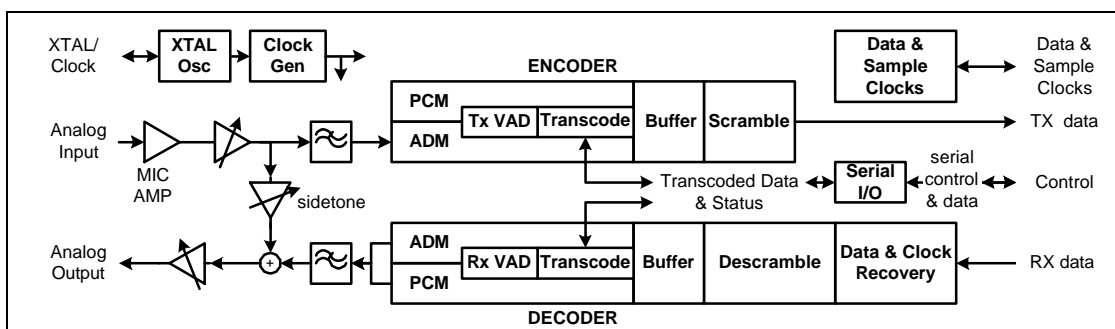 XTAL/
Clock
XTAL
Osc
Clock
Gen
ENCODER
Data &
Sample
Clocks
Data &
Sample
Clocks
PCM
ADM
Tx VAD
Transcode
Buffer
Scramble
TX data
Analog
Input
MIC
AMP
sidetone
Transcoded Data
& Status
Serial
I/O
serial
control
& data
Control
Analog
Output
+
ADM
PCM
Rx VAD
Transcode
Buffer
Descramble
Data & Clock
Recovery
RX data
DECODER